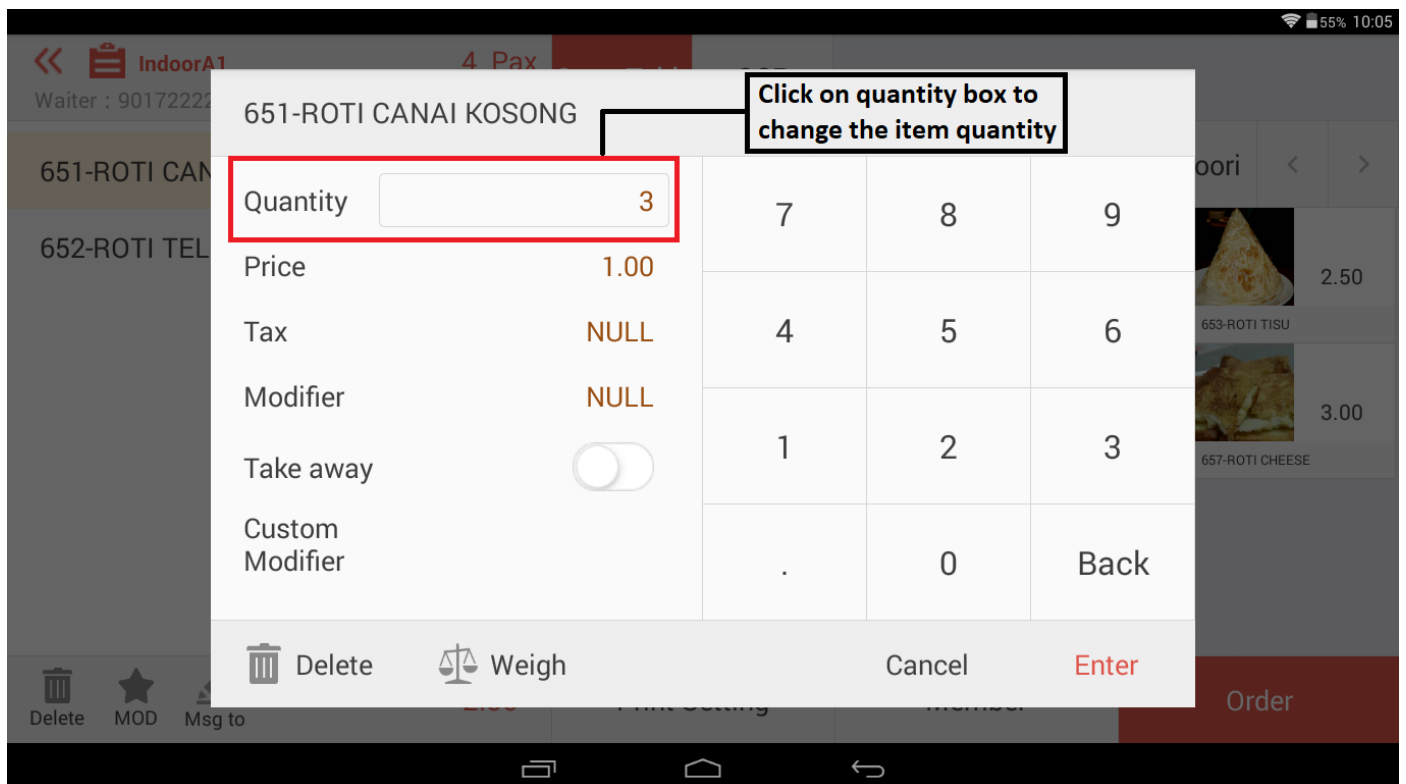 55% 10:05
IndoorA1
4 Pax
Waiter : 90172222
651-ROTI CANAI KOSONG
Click on quantity box to
change the item quantity
651-ROTI CAN
652-ROTI TEL
Quantity 3
Price 1.00
Tax NULL
Modifier NULL
Take away
Custom
Modifier
7 8 9
4 5 6
1 2 3
. 0 Back
Delete Weigh Cancel Enter
oori < >
2.50
653-ROTI TISU
3.00
657-ROTI CHEESE
Delete MOD Msg to
Order